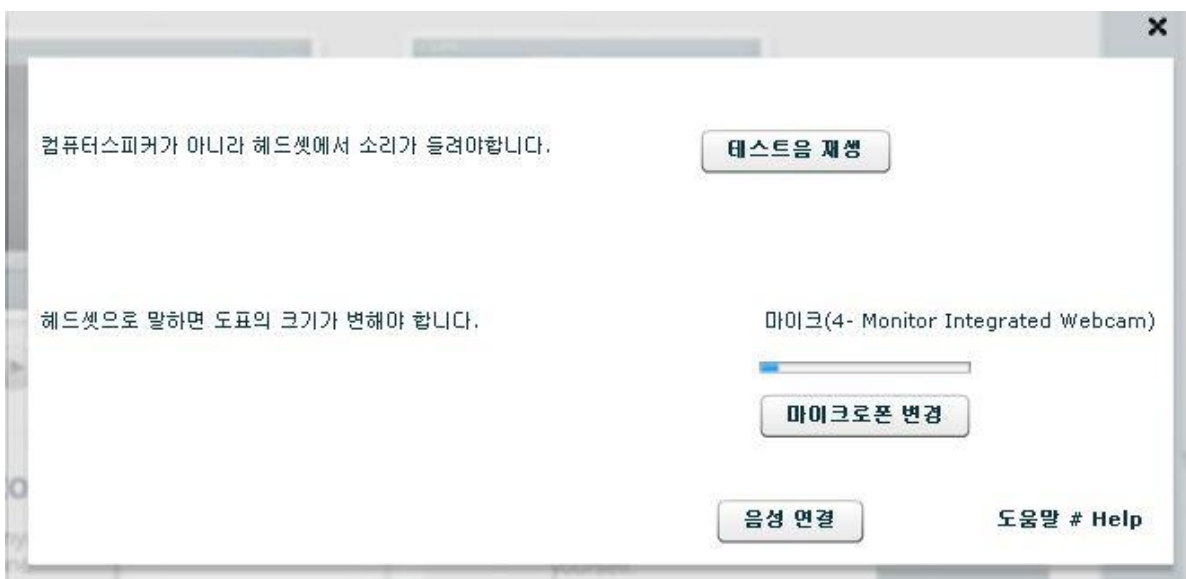 컴퓨터스피커가 아니라 헤드셋에서 소리가 들려야합니다.
테스트음 재생
헤드셋으로 말하면 도표의 크기가 변해야 합니다.
마이크(4- Monitor Integrated Webcam)
마이크로폰 변경
음성 연결
도움말 # Help